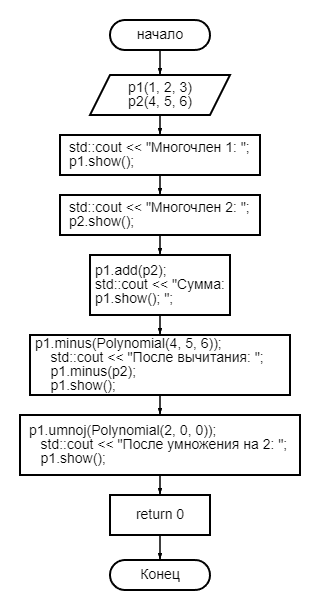 начало
p1(1, 2, 3)
p2(4, 5, 6)
std::cout << "Многочлен 1: ";
p1.show();
std::cout << "Многочлен 2: ";
p2.show();
p1.add(p2);
std::cout << "Сумма:
p1.show(); ";
p1.minus(Polynomial(4, 5, 6));
std::cout << "После вычитания: ";
p1.minus(p2);
p1.show();
p1.umnoj(Polynomial(2, 0, 0));
std::cout << "После умножения на 2: ";
p1.show();
return 0
Конец